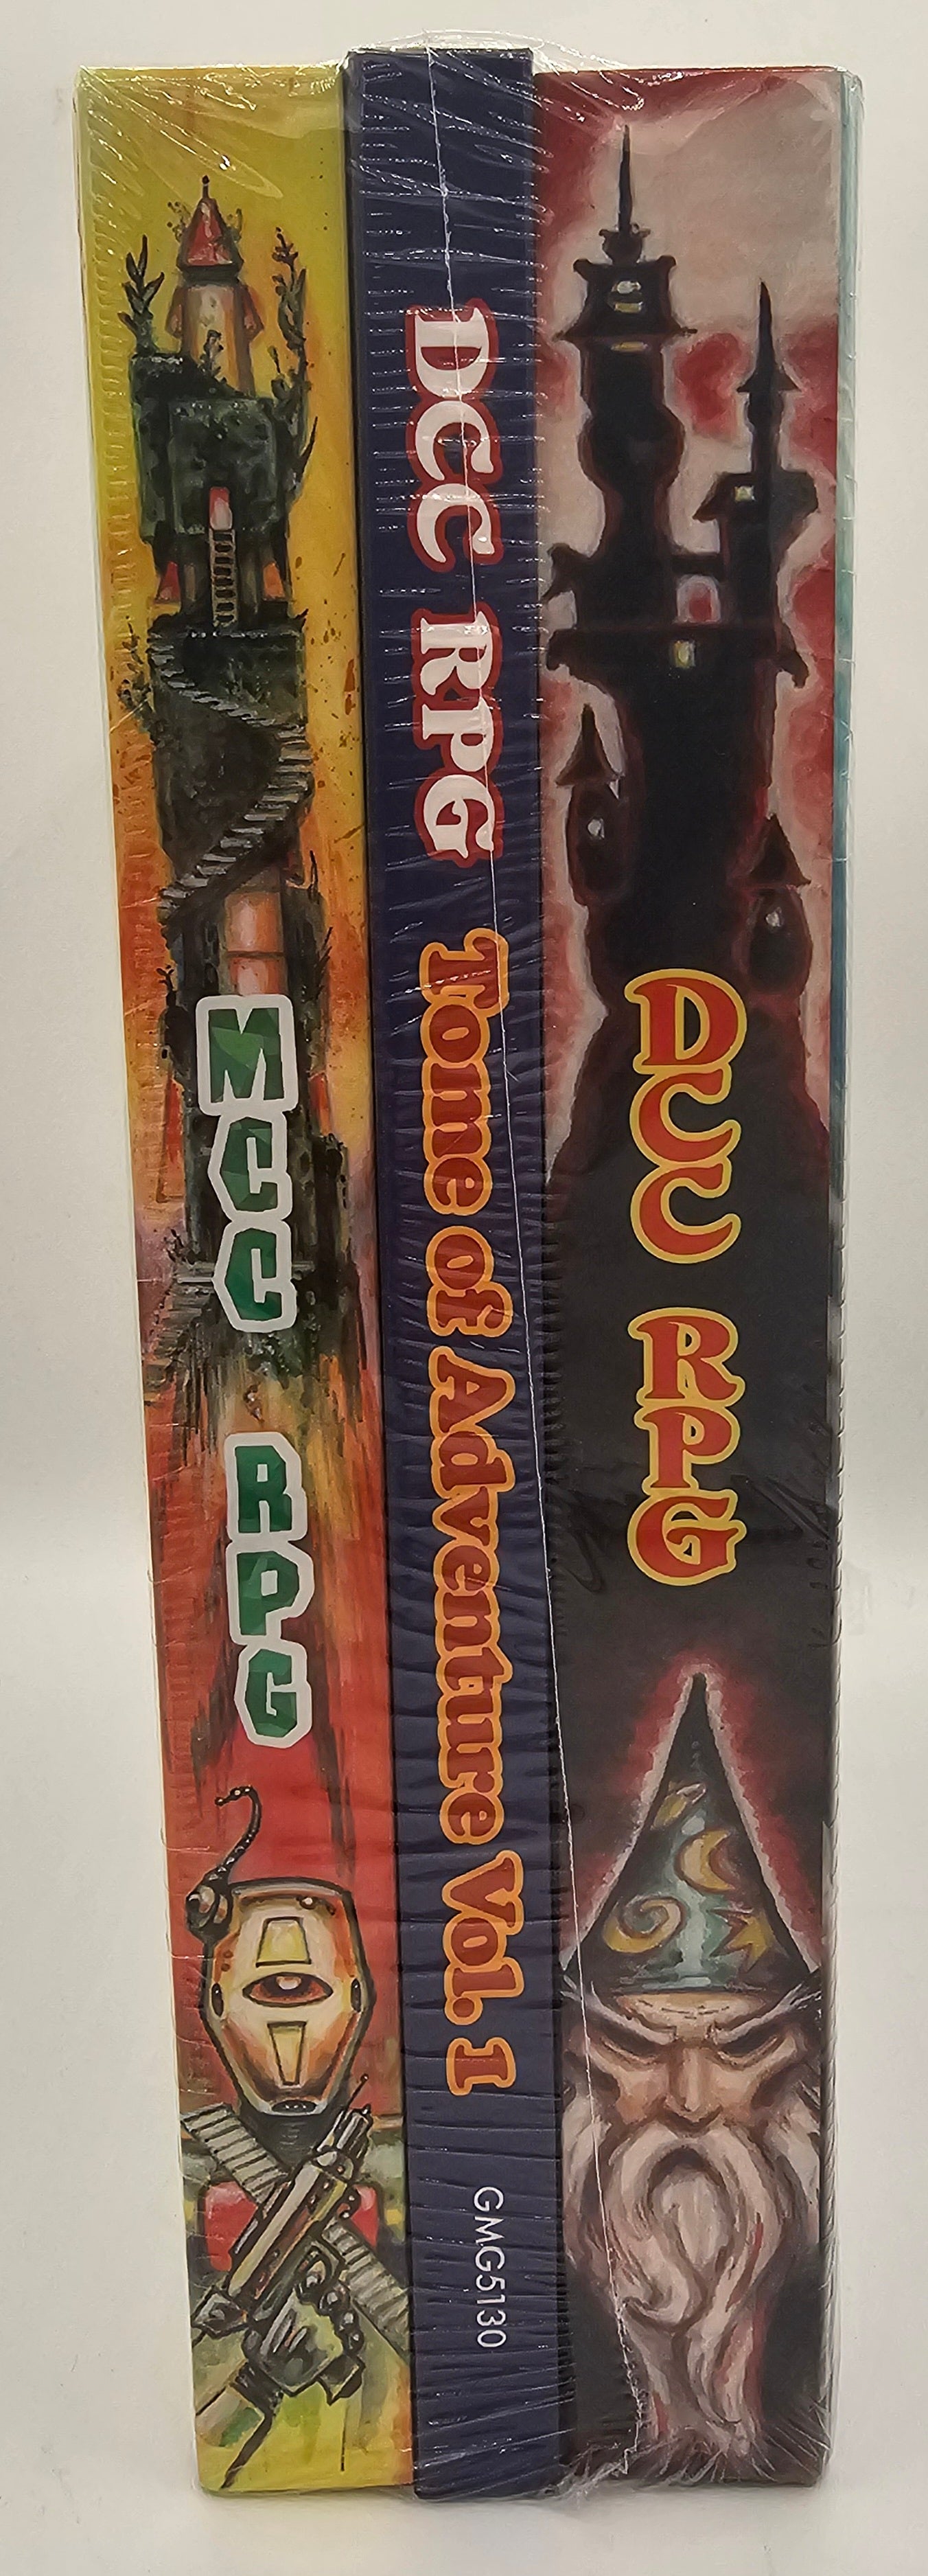 MCC RPG
DCC RPG Tome of Adventure Vol. 1 GMG5130
DCC RPG